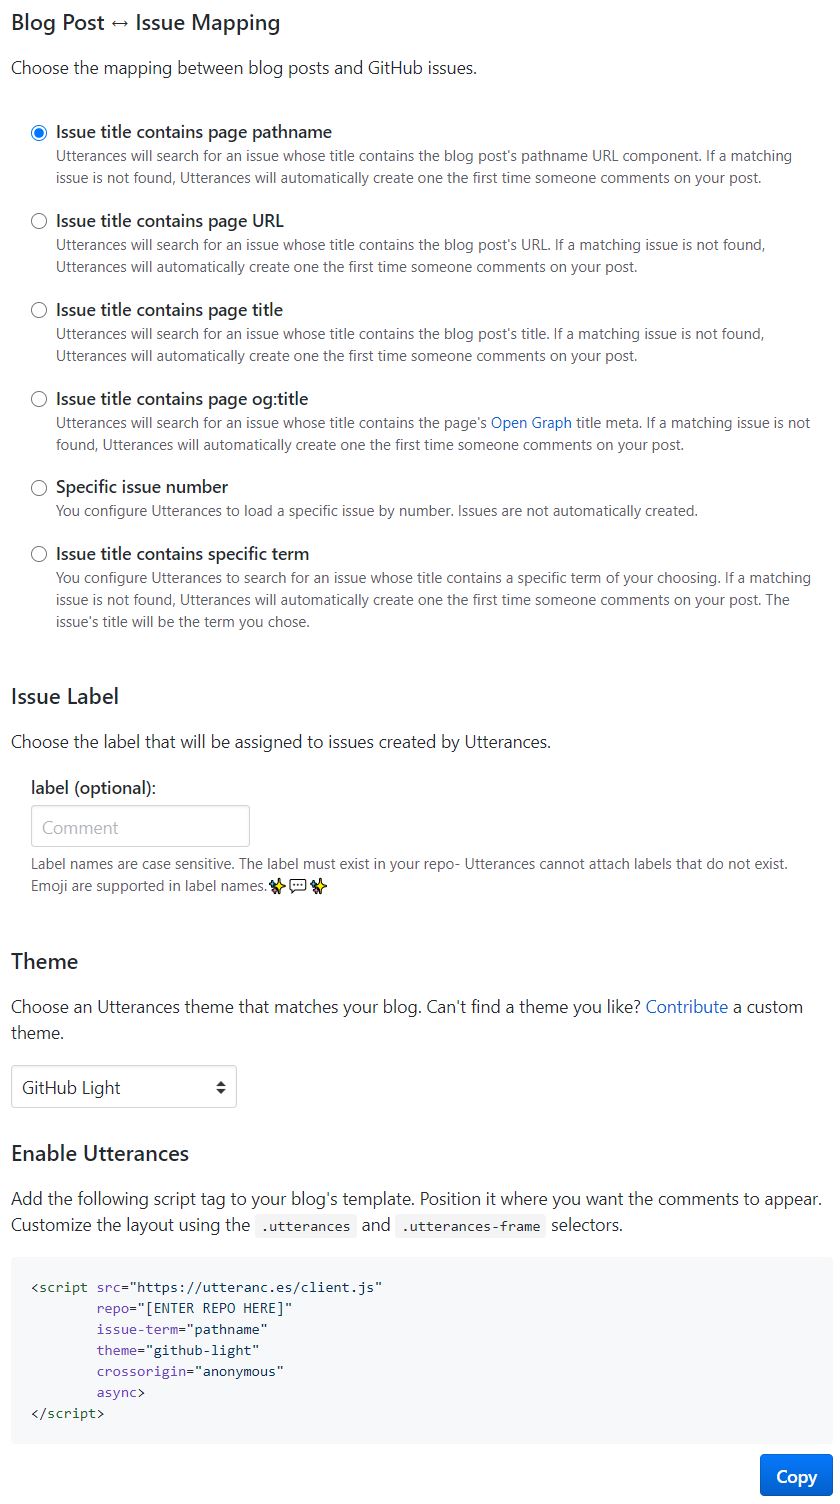 Blog Post ↔ Issue Mapping
Choose the mapping between blog posts and GitHub issues.
Issue title contains page pathname
Utterances will search for an issue whose title contains the blog post's pathname URL component. If a matching
issue is not found, Utterances will automatically create one the first time someone comments on your post.
Issue title contains page URL
Utterances will search for an issue whose title contains the blog post's URL. If a matching issue is not found,
Utterances will automatically create one the first time someone comments on your post.
Issue title contains page title
Utterances will search for an issue whose title contains the blog post's title. If a matching issue is not found,
Utterances will automatically create one the first time someone comments on your post.
Issue title contains page og:title
Utterances will search for an issue whose title contains the page's Open Graph title meta. If a matching issue is not
found, Utterances will automatically create one the first time someone comments on your post.
Specific issue number
You configure Utterances to load a specific issue by number. Issues are not automatically created.
Issue title contains specific term
You configure Utterances to search for an issue whose title contains a specific term of your choosing. If a matching
issue is not found, Utterances will automatically create one the first time someone comments on your post. The
issue's title will be the term you chose.
Issue Label
Choose the label that will be assigned to issues created by Utterances.
label (optional):
Comment
Label names are case sensitive. The label must exist in your repo- Utterances cannot attach labels that do not exist.
Emoji are supported in label names.✨💬✨
Theme
Choose an Utterances theme that matches your blog. Can't find a theme you like? Contribute a custom
theme.
GitHub Light
Enable Utterances
Add the following script tag to your blog's template. Position it where you want the comments to appear.
Customize the layout using the .utterances and .utterances-frame selectors.
<script src="https://utteranc.es/client.js"
repo="[ENTER REPO HERE]"
issue-term="pathname"
theme="github-light"
crossorigin="anonymous"
async>
</script>
Copy